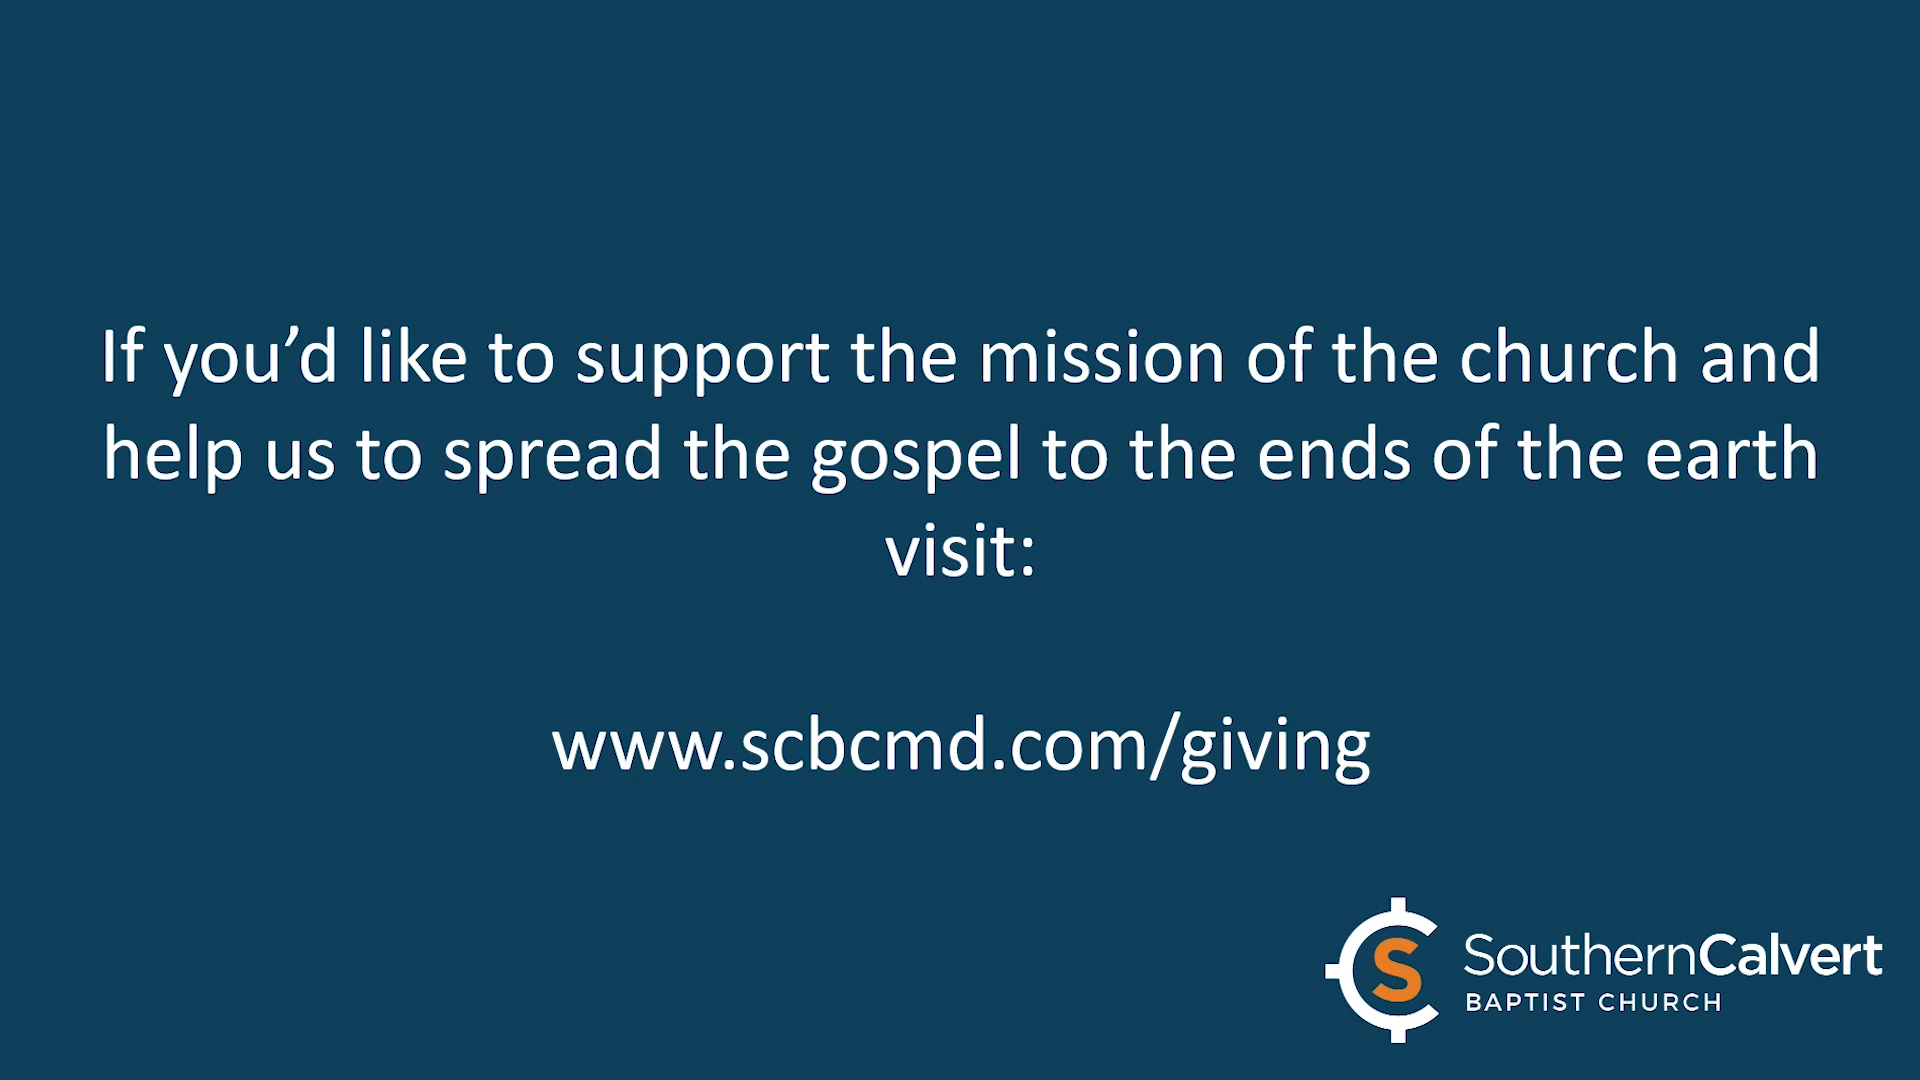 If you’d like to support the mission of the church and
help us to spread the gospel to the ends of the earth
visit:
www.scbcmd.com/giving
CS
SouthernCalvert
BAPTIST CHURCH